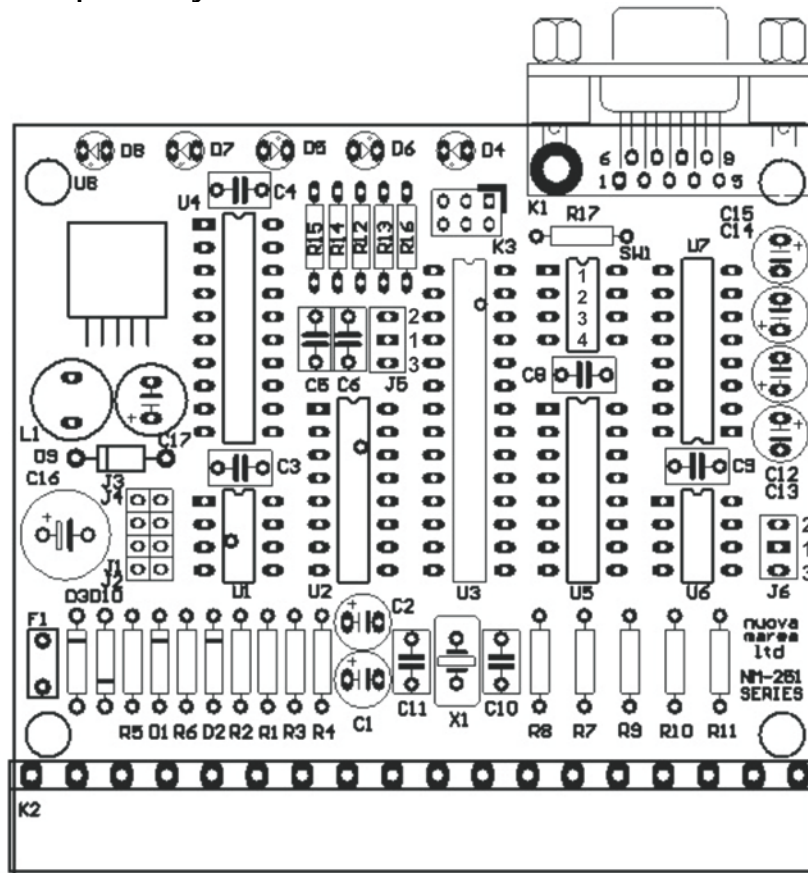 D8 D7 D5 D6 D4
6 9
1 5
U8
K1
U4 C4
R15 R14 R12 R13 R16
K3
R17
SW1
U7
C15
C14
1
2
3
4
2
1
3
C5 C6 J5
C8
L1
C17
D9
C16
C3
C9
C12
C13
J3
J4
J1
J2
2
1
3
U1 U2 U3 U5 U6 J6
D3 D10
F1
C2
nuova
marea
ltd
NM-251
SERIES
R5 D1 R6 D2 R2 R1 R3 R4
C1 C11 X1 C10
R8 R7 R9 R10 R11
K2